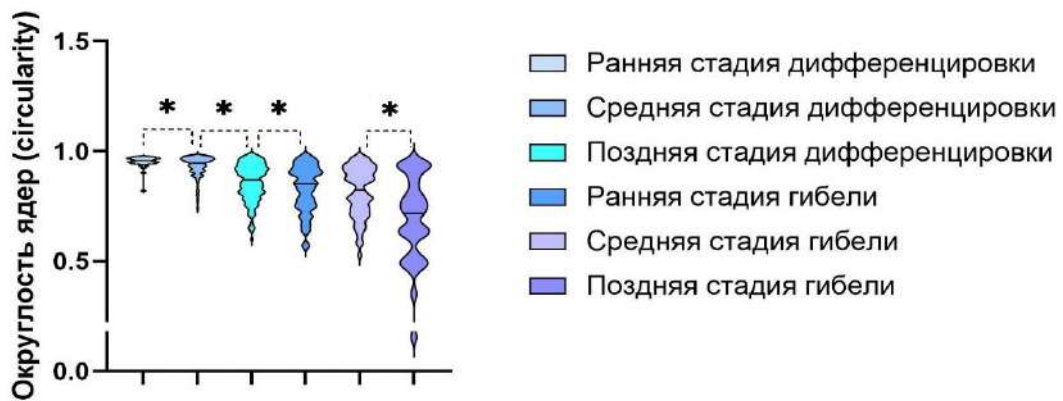 Округлость ядер (circularity)
1.5
1.0
0.5
0.0
* * * *
Ранняя стадия дифференцировки
Средняя стадия дифференцировки
Поздняя стадия дифференцировки
Ранняя стадия гибели
Средняя стадия гибели
Поздняя стадия гибели